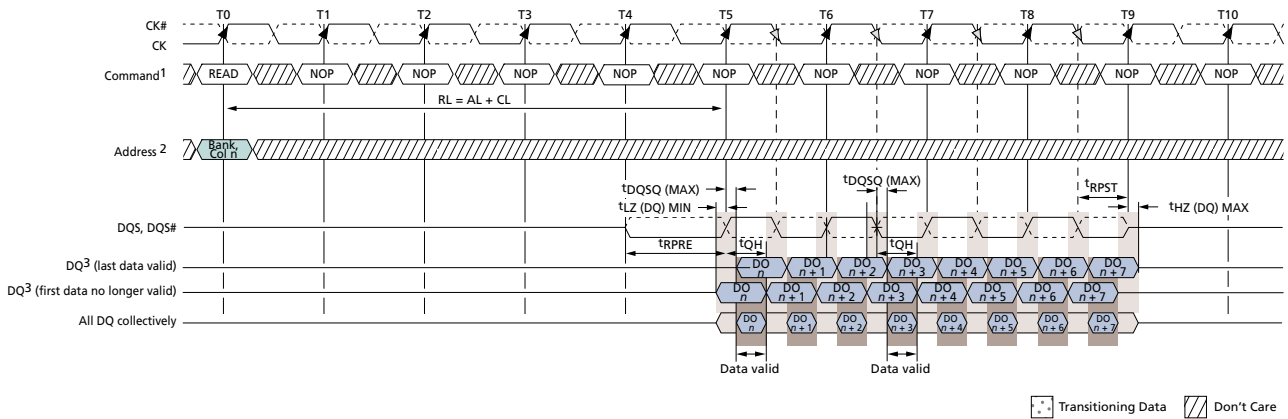 T0 T1 T2 T3 T4 T5 T6 T7 T8 T9 T10
CK#
CK
Command1 READ NOP NOP NOP NOP NOP NOP NOP NOP NOP NOP
RL = AL + CL
Address 2 Bank, Col n
tDQSQ (MAX) tDQSQ (MAX) tRPST
tLZ (DQ) MIN tHZ (DQ) MAX
DQS, DQS#
tRPRE tQH tQH
DQ3 (last data valid) DO n DO n + 1 DO n + 2 DO n + 3 DO n + 4 DO n + 5 DO n + 6 DO n + 7
DQ3 (first data no longer valid) DO n DO n + 1 DO n + 2 DO n + 3 DO n + 4 DO n + 5 DO n + 6 DO n + 7
All DQ collectively DO n DO n + 1 DO n + 2 DO n + 3 DO n + 4 DO n + 5 DO n + 6 DO n + 7
Data valid Data valid
Transitioning Data Don't Care